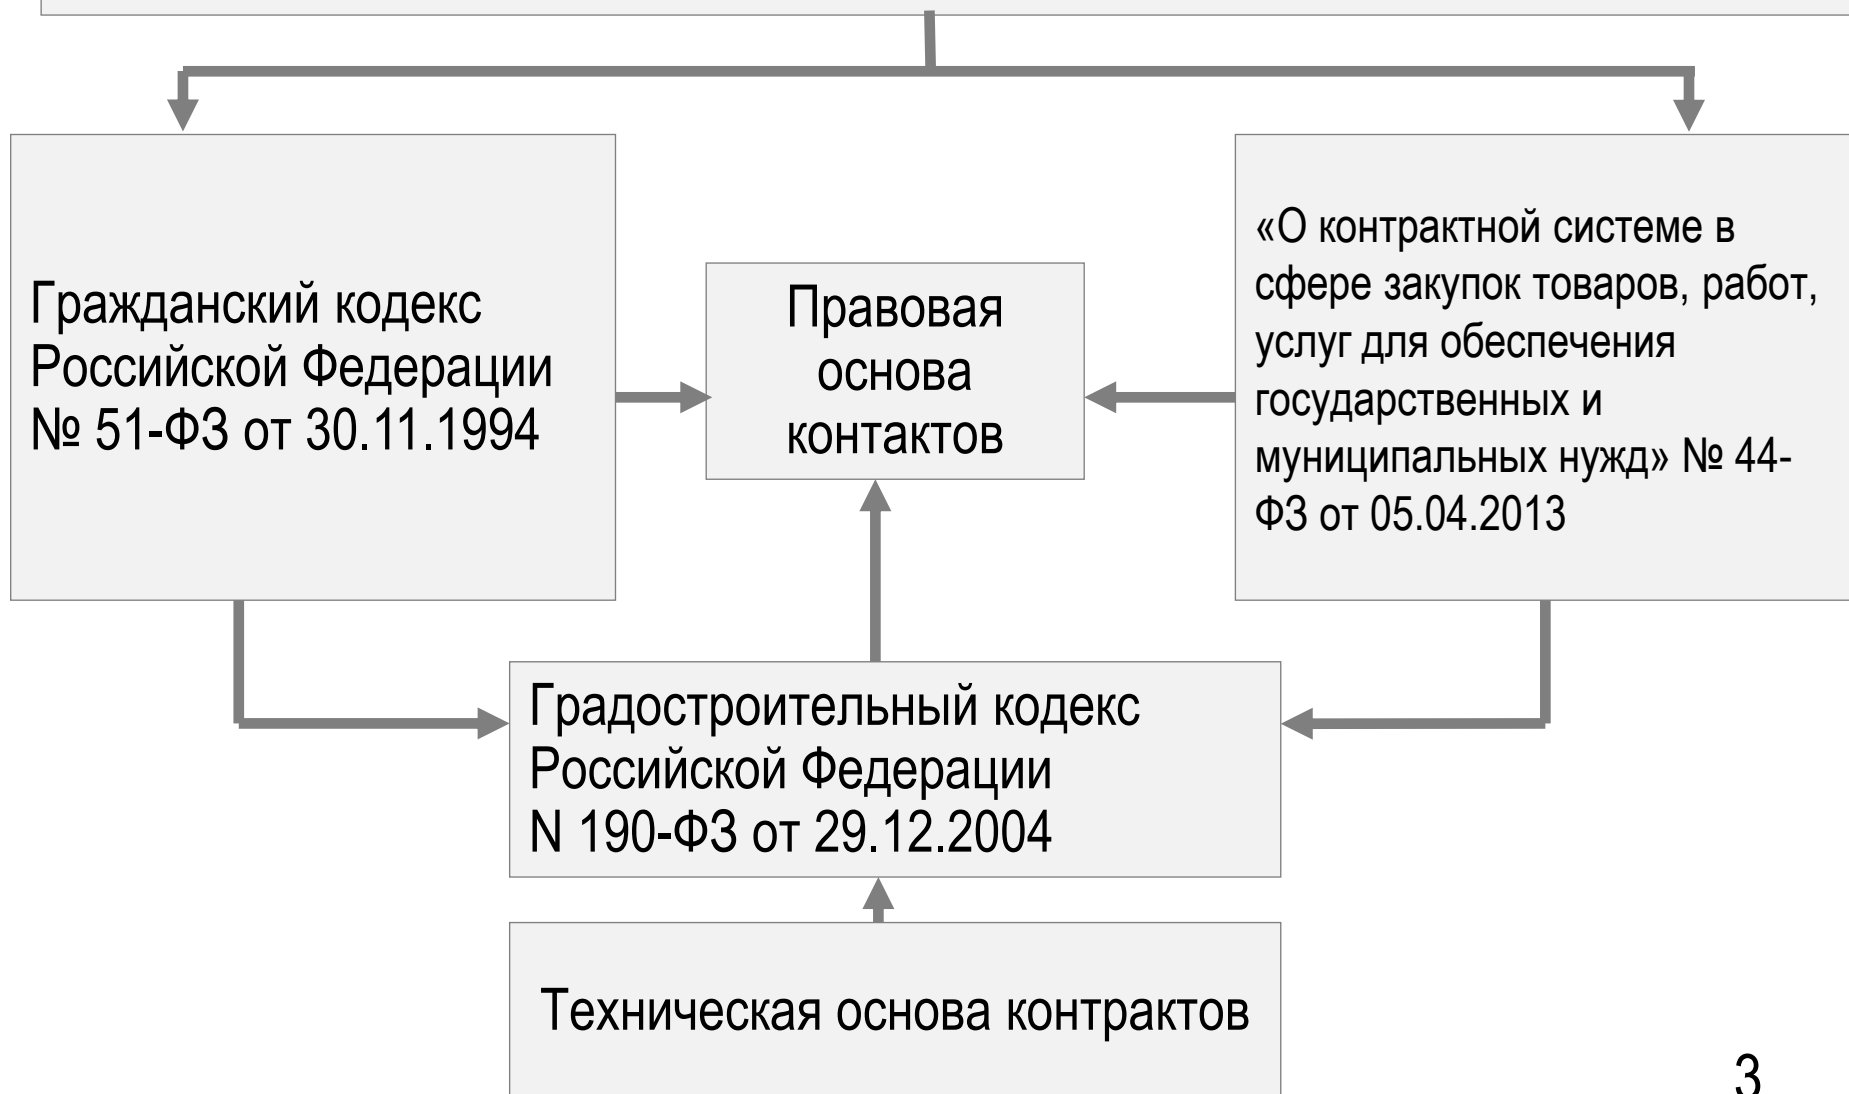 Гражданский кодекс
Российской Федерации
№ 51-ФЗ от 30.11.1994
Правовая
основа
контактов
«О контрактной системе в
сфере закупок товаров, работ,
услуг для обеспечения
государственных и
муниципальных нужд» № 44-
ФЗ от 05.04.2013
Градостроительный кодекс
Российской Федерации
N 190-ФЗ от 29.12.2004
Техническая основа контрактов
3